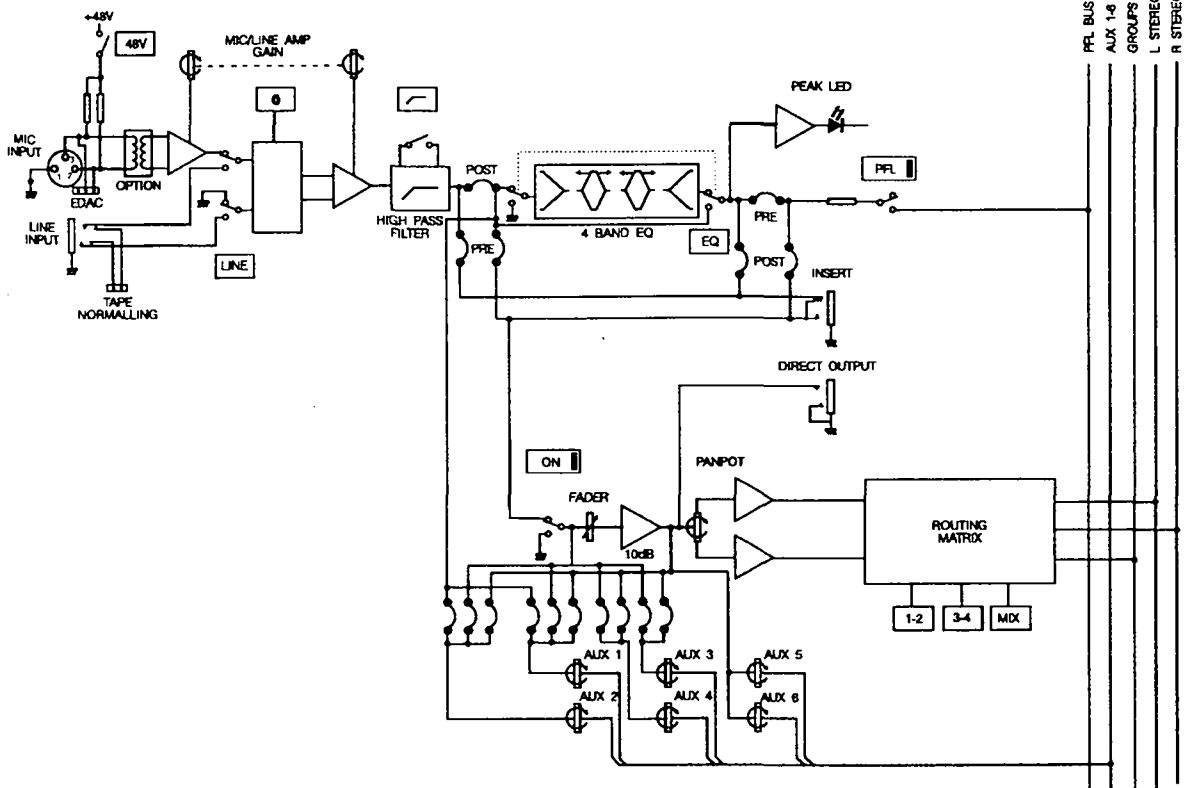 +48V
48V
MIC/LINE AMP
GAIN
PFL BUS
AUX 1-6
GROUPS
L STEREO
R STEREO
PEAK LED
MIC
INPUT
1
EDAC
OPTION
HIGH PASS
FILTER
POST
PRE
4 BAND EQ
EQ
PFL
PRE
POST
INSERT
LINE
INPUT
LINE
TAPE
NORMALLING
DIRECT OUTPUT
ON
FADER
10dB
PANPOT
ROUTING
MATRIX
1-2
3-4
MIX
AUX 1
AUX 3
AUX 5
AUX 2
AUX 4
AUX 6